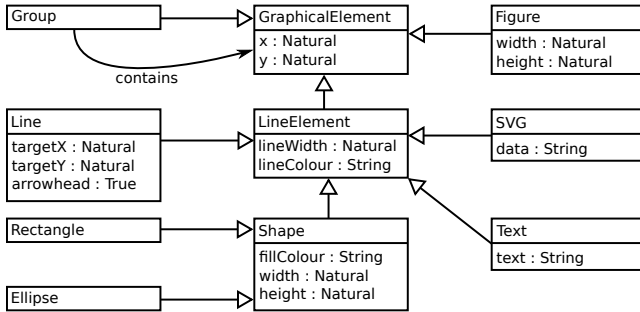 Group
GraphicalElement
x : Natural
y : Natural
Figure
width : Natural
height : Natural
contains
Line
targetX : Natural
targetY : Natural
arrowhead : True
LineElement
lineWidth : Natural
lineColour : String
SVG
data : String
Rectangle
Shape
fillColour : String
width : Natural
height : Natural
Text
text : String
Ellipse